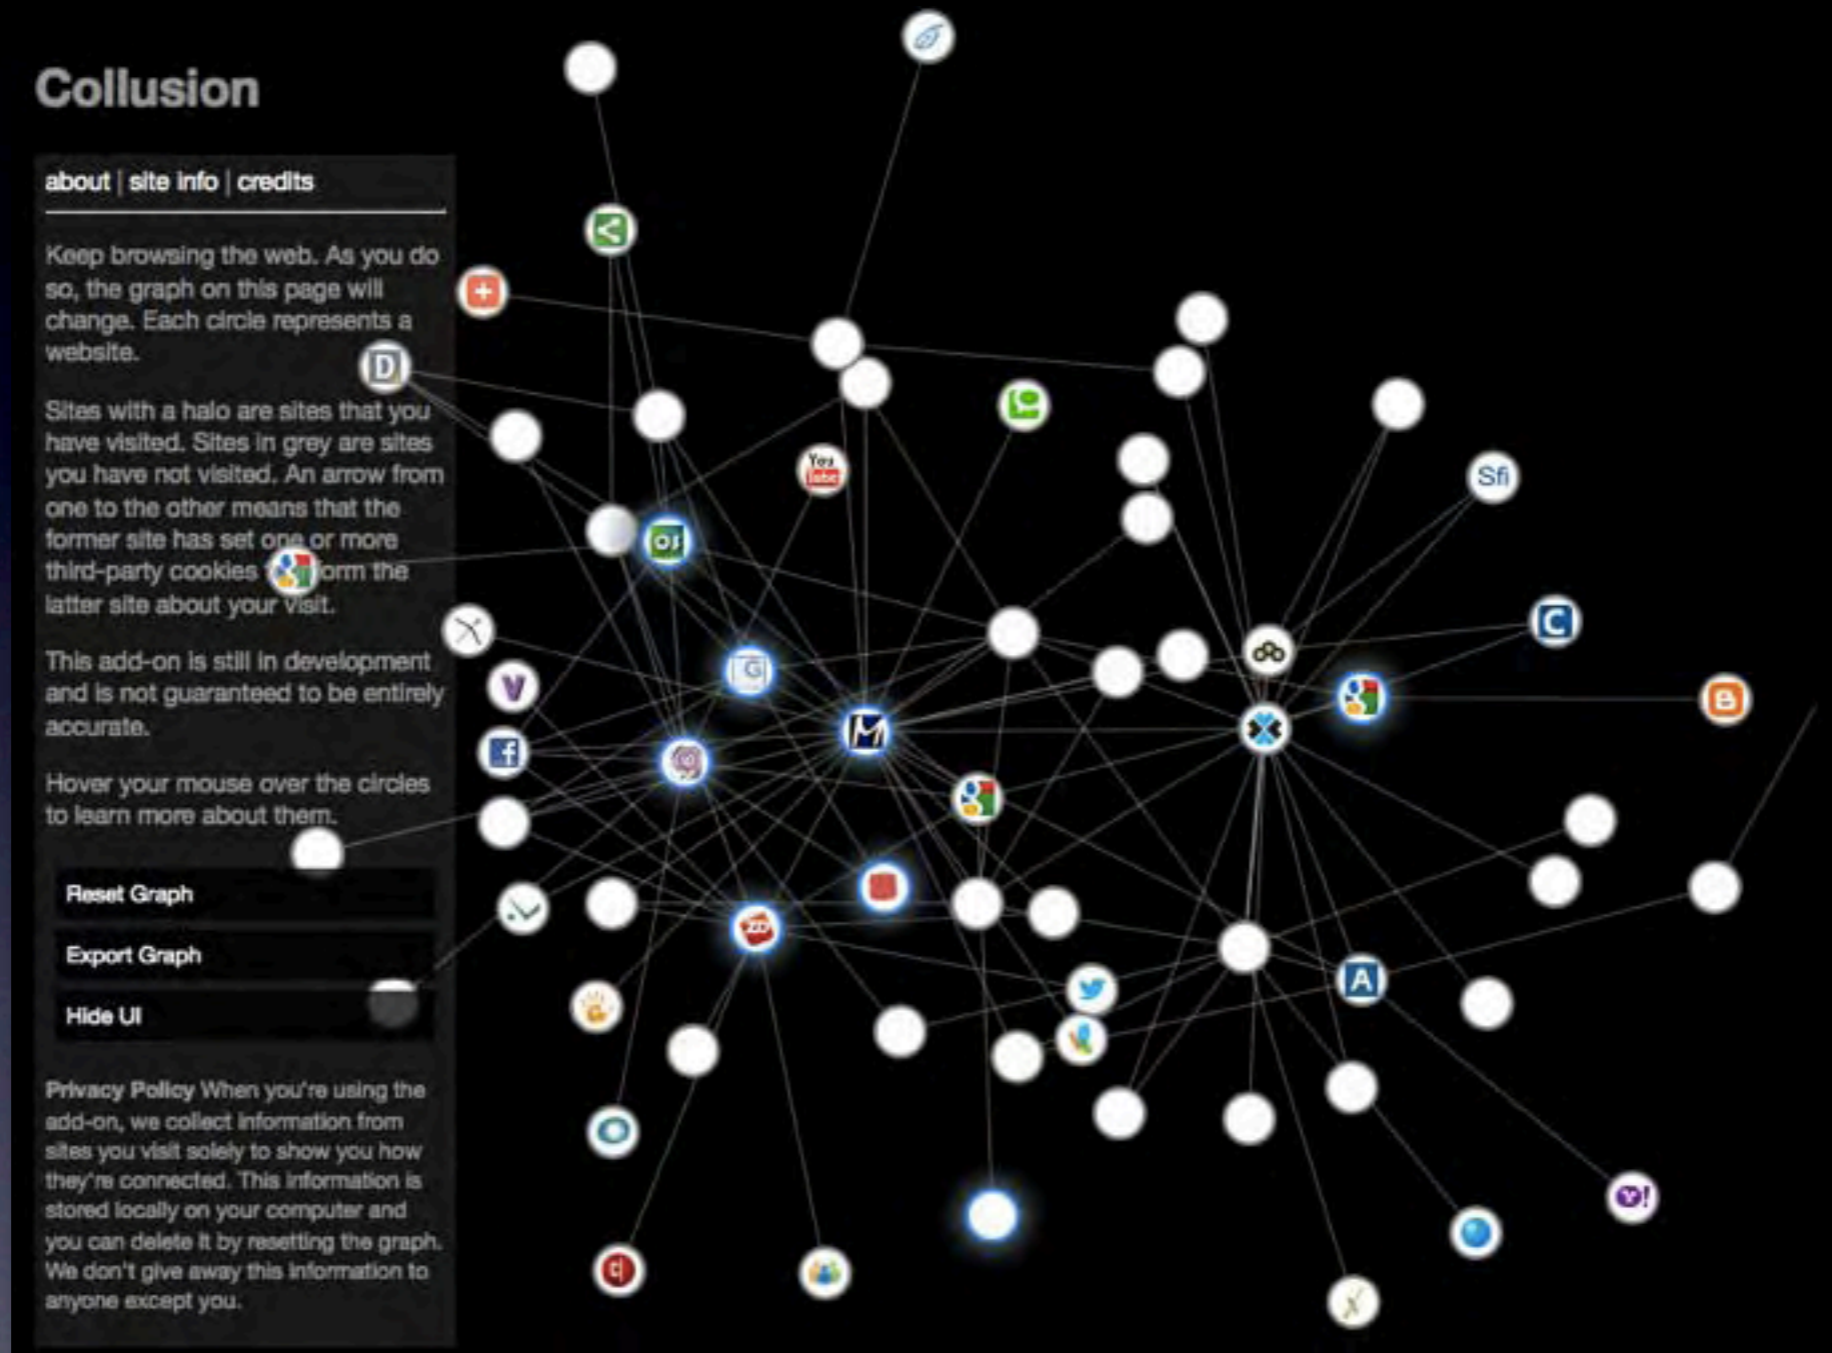 Collusion
about | site info | credits
Keep browsing the web. As you do
so, the graph on this page will
change. Each circle represents a
website.
D
Sites with a halo are sites that you
have visited. Sites in grey are sites
you have not visited. An arrow from
one to the other means that the
former site has set one or more
third-party cookies orm the
latter site about your visit.
This add-on is still in development
and is not guaranteed to be entirely
accurate.
Hover your mouse over the circles
to learn more about them.
Reset Graph
Export Graph
Hide UI
Privacy Policy When you're using the
add-on, we collect information from
sites you visit solely to show you how
they're connected. This information is
stored locally on your computer and
you can delete it by resetting the graph.
We don't give away this information to
anyone except you.
You
Tube
Sfi
OS
C
G
V
M
B
f
ZD
A
Y!